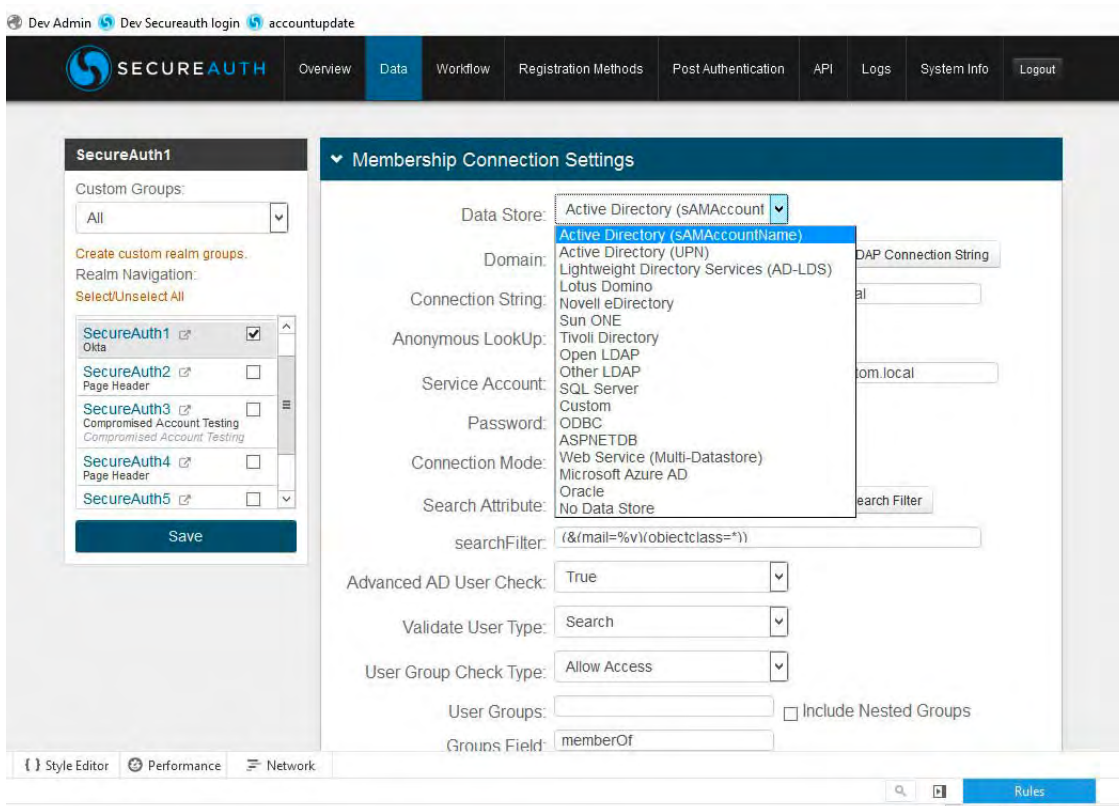 Dev Admin Dev Secureauth login accountupdate
SECUREAUTH Overview Data Workflow Registration Methods Post Authentication API Logs System Info Logout
SecureAuth1
Custom Groups:
All
Create custom realm groups.
Realm Navigation:
Select/Unselect All
SecureAuth1
Okta
SecureAuth2
Page Header
SecureAuth3
Compromised Account Testing
Compromised Account Testing
SecureAuth4
Page Header
SecureAuth5
Save
Membership Connection Settings
Data Store: Active Directory (sAMAccount
Active Directory (sAMAccountName)
Active Directory (UPN)
Lightweight Directory Services (AD-LDS)
Lotus Domino
Novell eDirectory
Sun ONE
Tivoli Directory
Open LDAP
Other LDAP
SQL Server
Custom
ODBC
ASPNETDB
Web Service (Multi-Datastore)
Microsoft Azure AD
Oracle
No Data Store
Domain: DAP Connection String
Connection String: al
Anonymous LookUp:
Service Account: tom.local
Password:
Connection Mode:
Search Attribute: earch Filter
searchFilter: (&(mail=%v)(objectclass=*))
Advanced AD User Check: True
Validate User Type: Search
User Group Check Type: Allow Access
User Groups: Include Nested Groups
Groups Field: memberOf
{ } Style Editor Performance Network
Rules